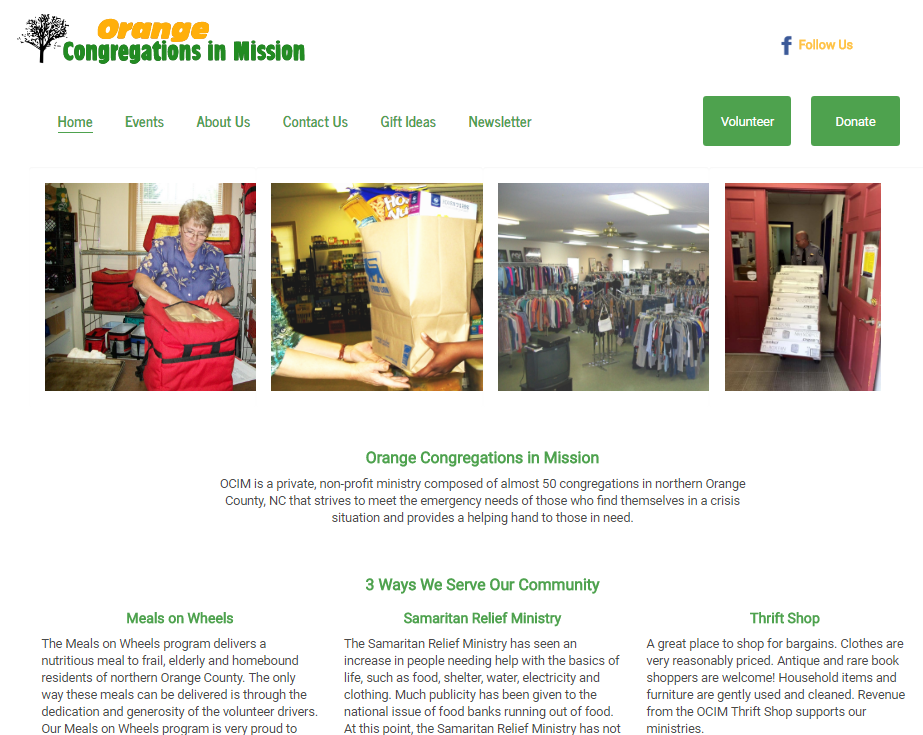 Orange
Congregations in Mission
f Follow Us
Home Events About Us Contact Us Gift Ideas Newsletter Volunteer Donate
Orange Congregations in Mission
OCIM is a private, non-profit ministry composed of almost 50 congregations in northern Orange
County, NC that strives to meet the emergency needs of those who find themselves in a crisis
situation and provides a helping hand to those in need.
3 Ways We Serve Our Community
Meals on Wheels
The Meals on Wheels program delivers a
nutritious meal to frail, elderly and homebound
residents of northern Orange County. The only
way these meals can be delivered is through the
dedication and generosity of the volunteer drivers.
Our Meals on Wheels program is very proud to
Samaritan Relief Ministry
The Samaritan Relief Ministry has seen an
increase in people needing help with the basics of
life, such as food, shelter, water, electricity and
clothing. Much publicity has been given to the
national issue of food banks running out of food.
At this point, the Samaritan Relief Ministry has not
Thrift Shop
A great place to shop for bargains. Clothes are
very reasonably priced. Antique and rare book
shoppers are welcome! Household items and
furniture are gently used and cleaned. Revenue
from the OCIM Thrift Shop supports our
ministries.